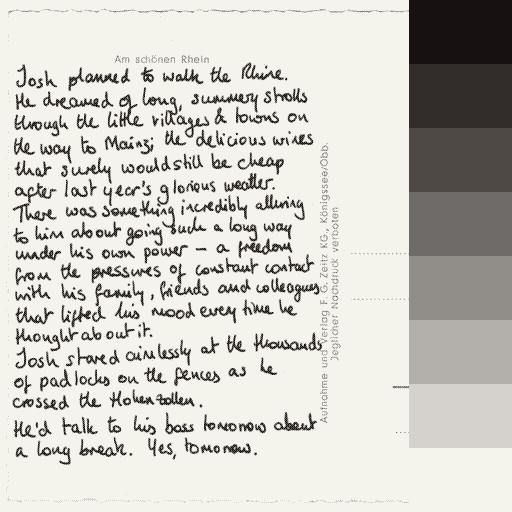 Am schönen Rhein
Josh planned to walk the Rhine.
He dreamed of long, summery strolls
through the little villages & towns on
the way to Mainz; the delicious wines
that surely would still be cheap
after last year's glorious weather.
There was something incredibly alluring
to him about going such a long way
under his own power – a freedom
from the pressures of constant contact
with his family, friends and colleagues
that lifted his mood every time he
thought about it.
Josh stared aimlessly at the thousands
of padlocks on the fences as he
crossed the Hohenzollern.
He'd talk to his boss tomorrow about
a long break. Yes, tomorrow.
Aufnahme und Verlag F. G. Zeitz KG., Königssee/Obb.
Jeglicher Nachdruck verboten